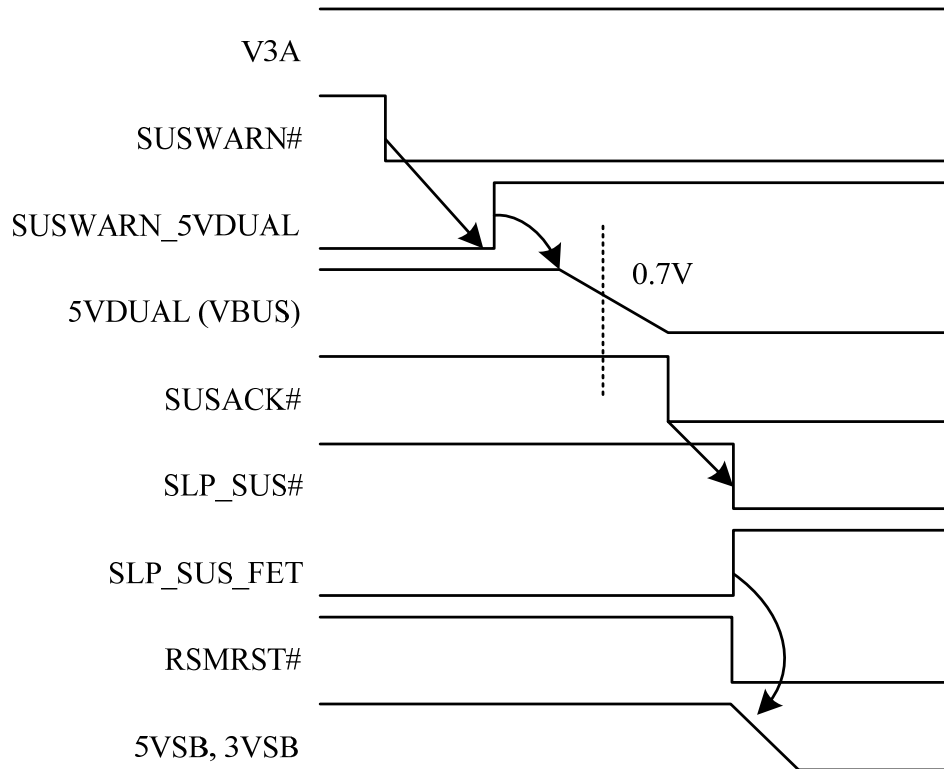 V3A
SUSWARN#
SUSWARN_5VDUAL
0.7V
5VDUAL (VBUS)
SUSACK#
SLP_SUS#
SLP_SUS_FET
RSMRST#
5VSB, 3VSB